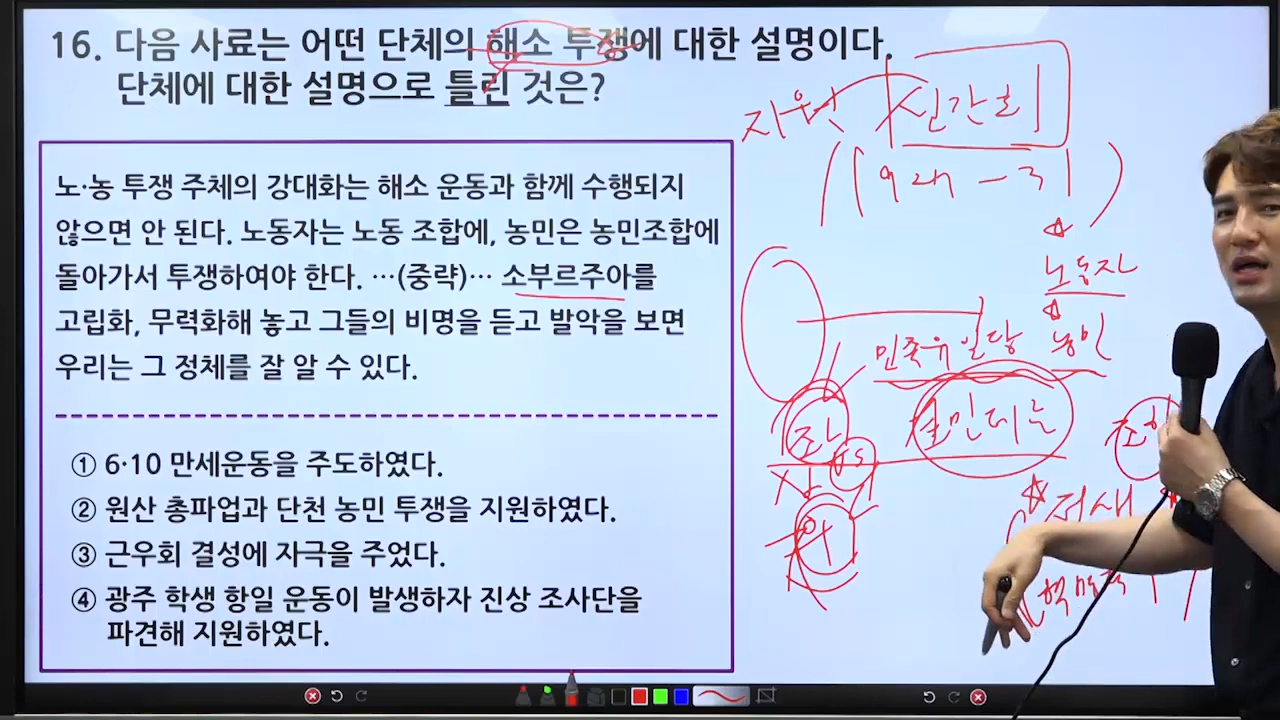 16. 다음 사료는 어떤 단체의 해소 투쟁에 대한 설명이다.
단체에 대한 설명으로 틀린 것은?
노·농 투쟁 주체의 강대화는 해소 운동과 함께 수행되지
않으면 안 된다. 노동자는 노동 조합에, 농민은 농민조합에
돌아가서 투쟁하여야 한다. …(중략)… 소부르주아를
고립화, 무력화해 놓고 그들의 비명을 듣고 발악을 보면
우리는 그 정체를 잘 알 수 있다.
① 6·10 만세운동을 주도하였다.
② 원산 총파업과 단천 농민 투쟁을 지원하였다.
③ 근우회 결성에 자극을 주었다.
④ 광주 학생 항일 운동이 발생하자 진상 조사단을
파견해 지원하였다.
신간회
노동자
민족유일당 농민